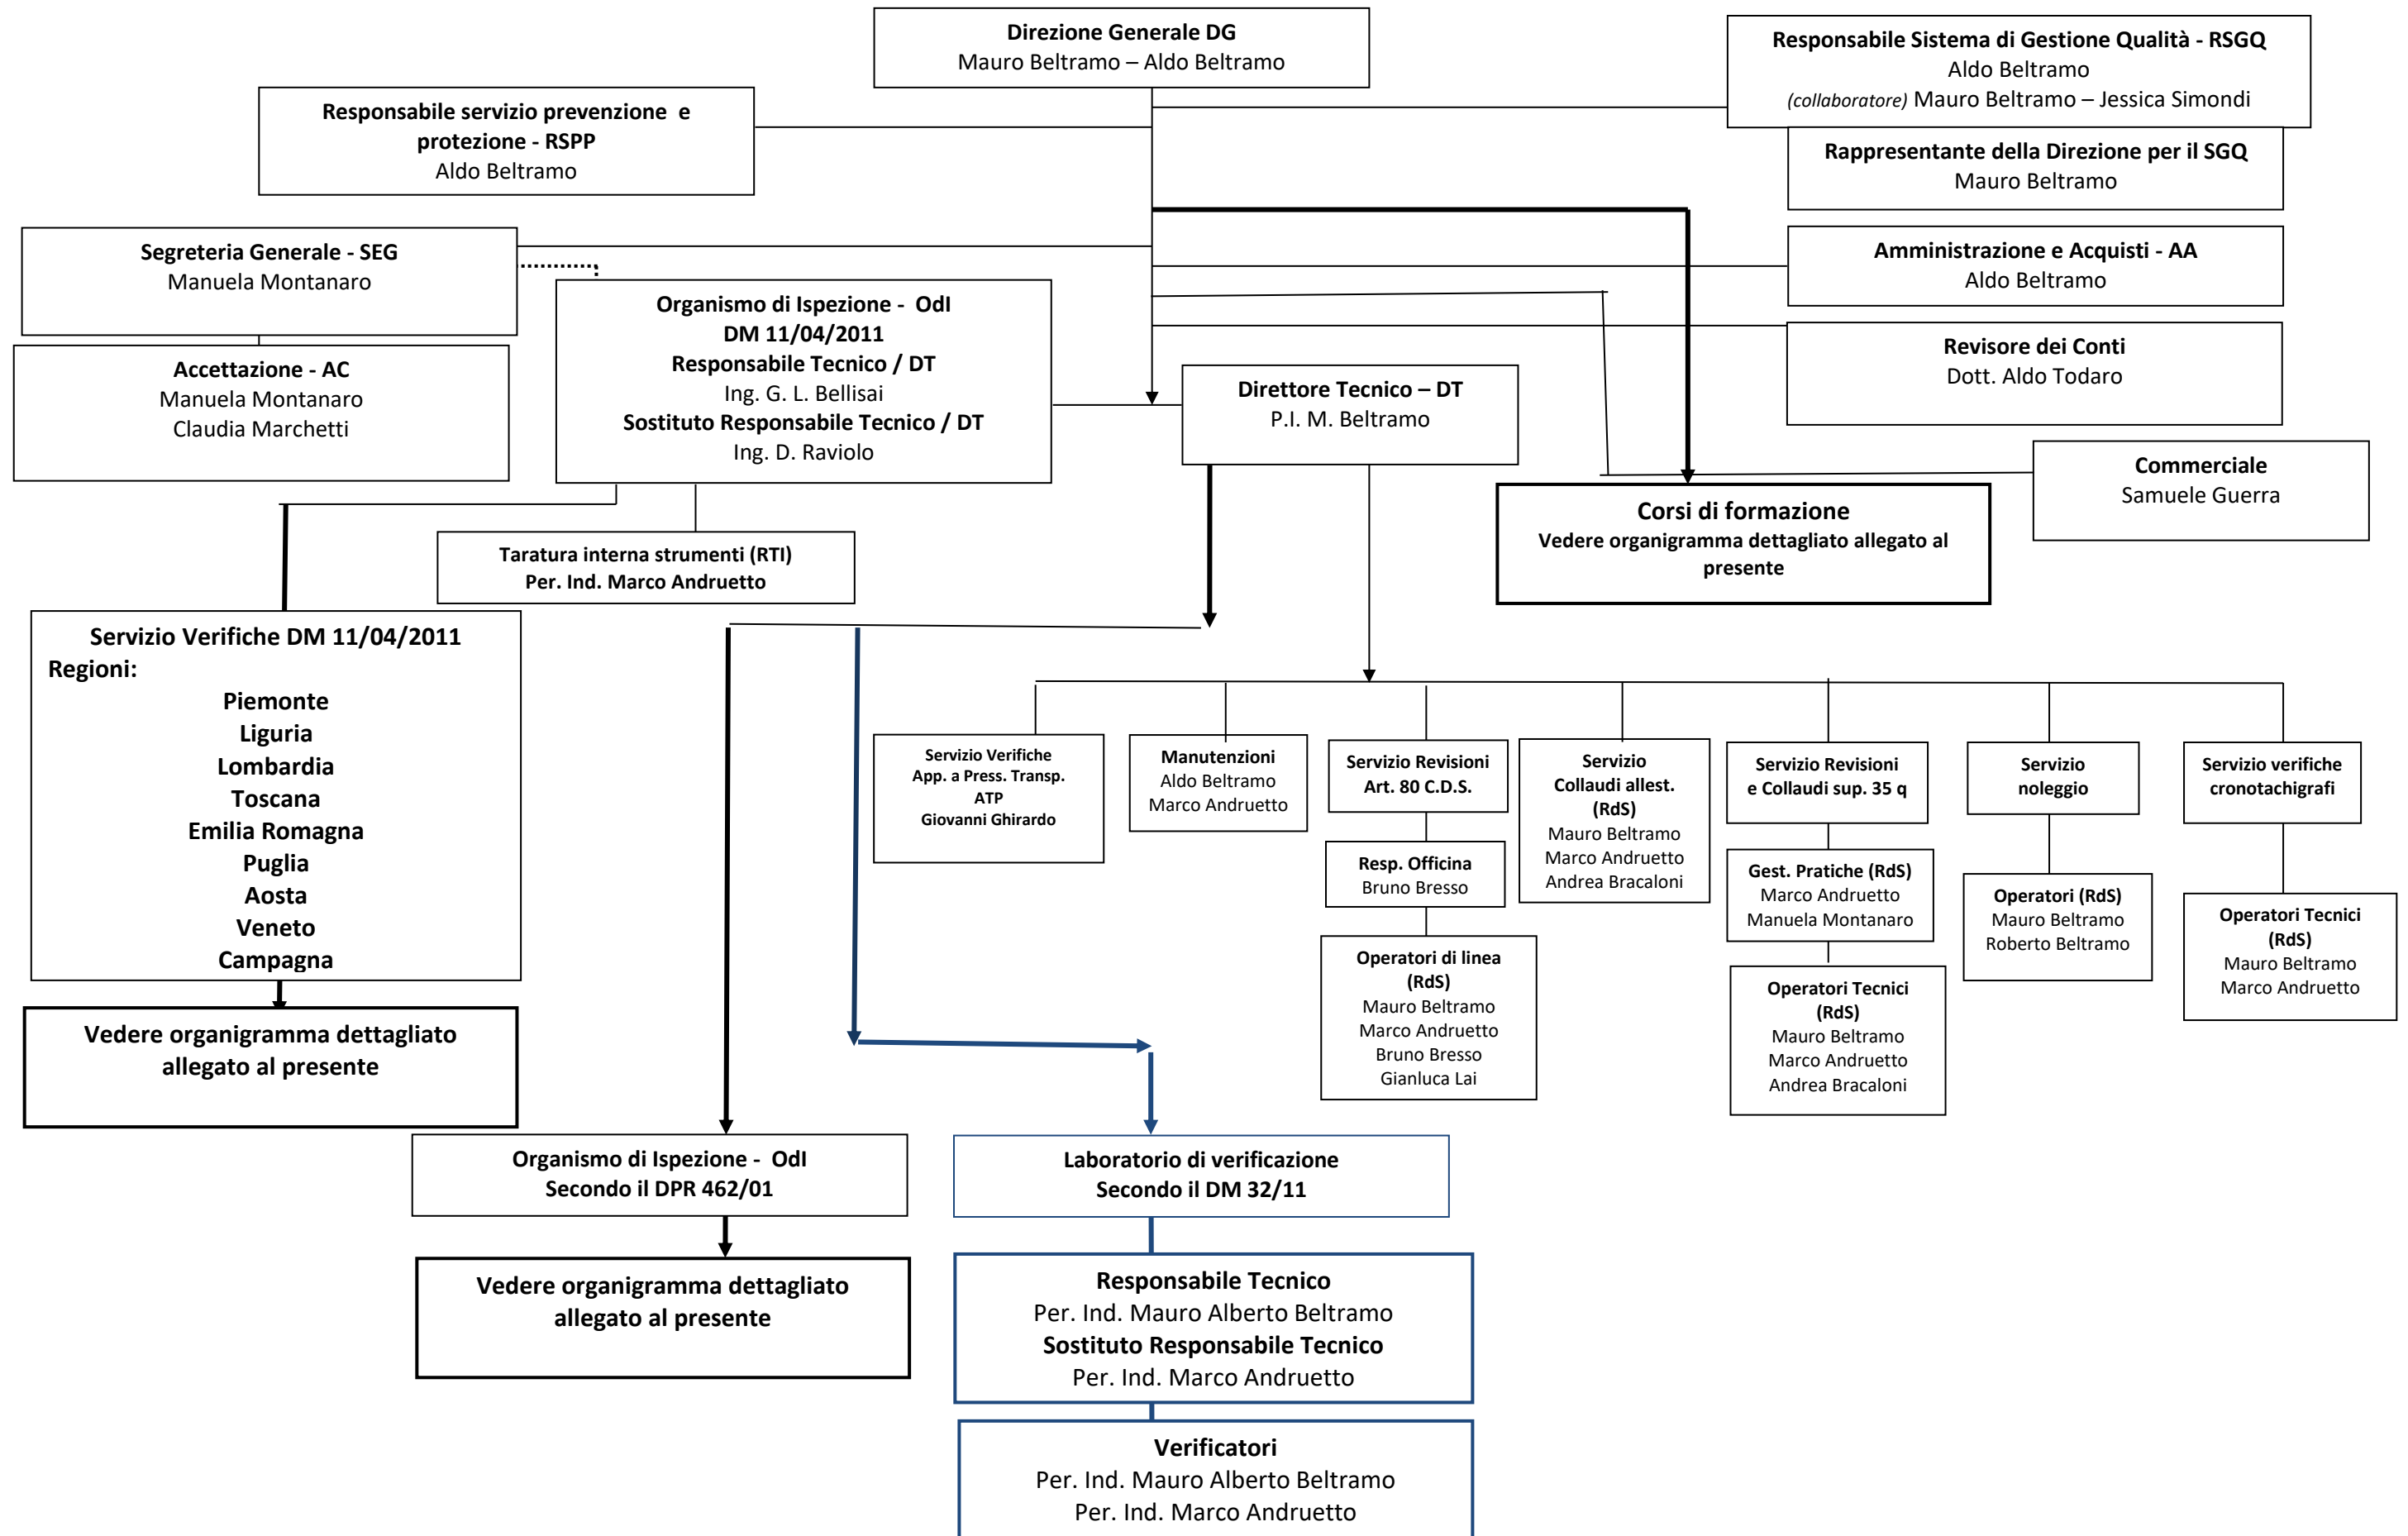 Direzione Generale DG
Mauro Beltramo – Aldo Beltramo
Responsabile Sistema di Gestione Qualità - RSGQ
Aldo Beltramo
(collaboratore) Mauro Beltramo – Jessica Simondi
Responsabile servizio prevenzione e
protezione - RSPP
Aldo Beltramo
Rappresentante della Direzione per il SGQ
Mauro Beltramo
Segreteria Generale - SEG
Manuela Montanaro
Amministrazione e Acquisti - AA
Aldo Beltramo
Organismo di Ispezione - OdI
DM 11/04/2011
Responsabile Tecnico / DT
Ing. G. L. Bellisai
Sostituto Responsabile Tecnico / DT
Ing. D. Raviolo
Revisore dei Conti
Dott. Aldo Todaro
Accettazione - AC
Manuela Montanaro
Claudia Marchetti
Direttore Tecnico – DT
P.I. M. Beltramo
Commerciale
Samuele Guerra
Corsi di formazione
Vedere organigramma dettagliato allegato al
presente
Taratura interna strumenti (RTI)
Per. Ind. Marco Andruetto
Servizio Verifiche DM 11/04/2011
Regioni:
Piemonte
Liguria
Lombardia
Toscana
Emilia Romagna
Puglia
Aosta
Veneto
Campagna
Vedere organigramma dettagliato
allegato al presente
Servizio Verifiche
App. a Press. Transp.
ATP
Giovanni Ghirardo
Manutenzioni
Aldo Beltramo
Marco Andruetto
Servizio Revisioni
Art. 80 C.D.S.
Resp. Officina
Bruno Bresso
Operatori di linea
(RdS)
Mauro Beltramo
Marco Andruetto
Bruno Bresso
Gianluca Lai
Servizio
Collaudi allest.
(RdS)
Mauro Beltramo
Marco Andruetto
Andrea Bracaloni
Servizio Revisioni
e Collaudi sup. 35 q
Gest. Pratiche (RdS)
Marco Andruetto
Manuela Montanaro
Operatori Tecnici
(RdS)
Mauro Beltramo
Marco Andruetto
Andrea Bracaloni
Servizio
noleggio
Operatori (RdS)
Mauro Beltramo
Roberto Beltramo
Servizio verifiche
cronotachigrafi
Operatori Tecnici
(RdS)
Mauro Beltramo
Marco Andruetto
Organismo di Ispezione - OdI
Secondo il DPR 462/01
Vedere organigramma dettagliato
allegato al presente
Laboratorio di verificazione
Secondo il DM 32/11
Responsabile Tecnico
Per. Ind. Mauro Alberto Beltramo
Sostituto Responsabile Tecnico
Per. Ind. Marco Andruetto
Verificatori
Per. Ind. Mauro Alberto Beltramo
Per. Ind. Marco Andruetto